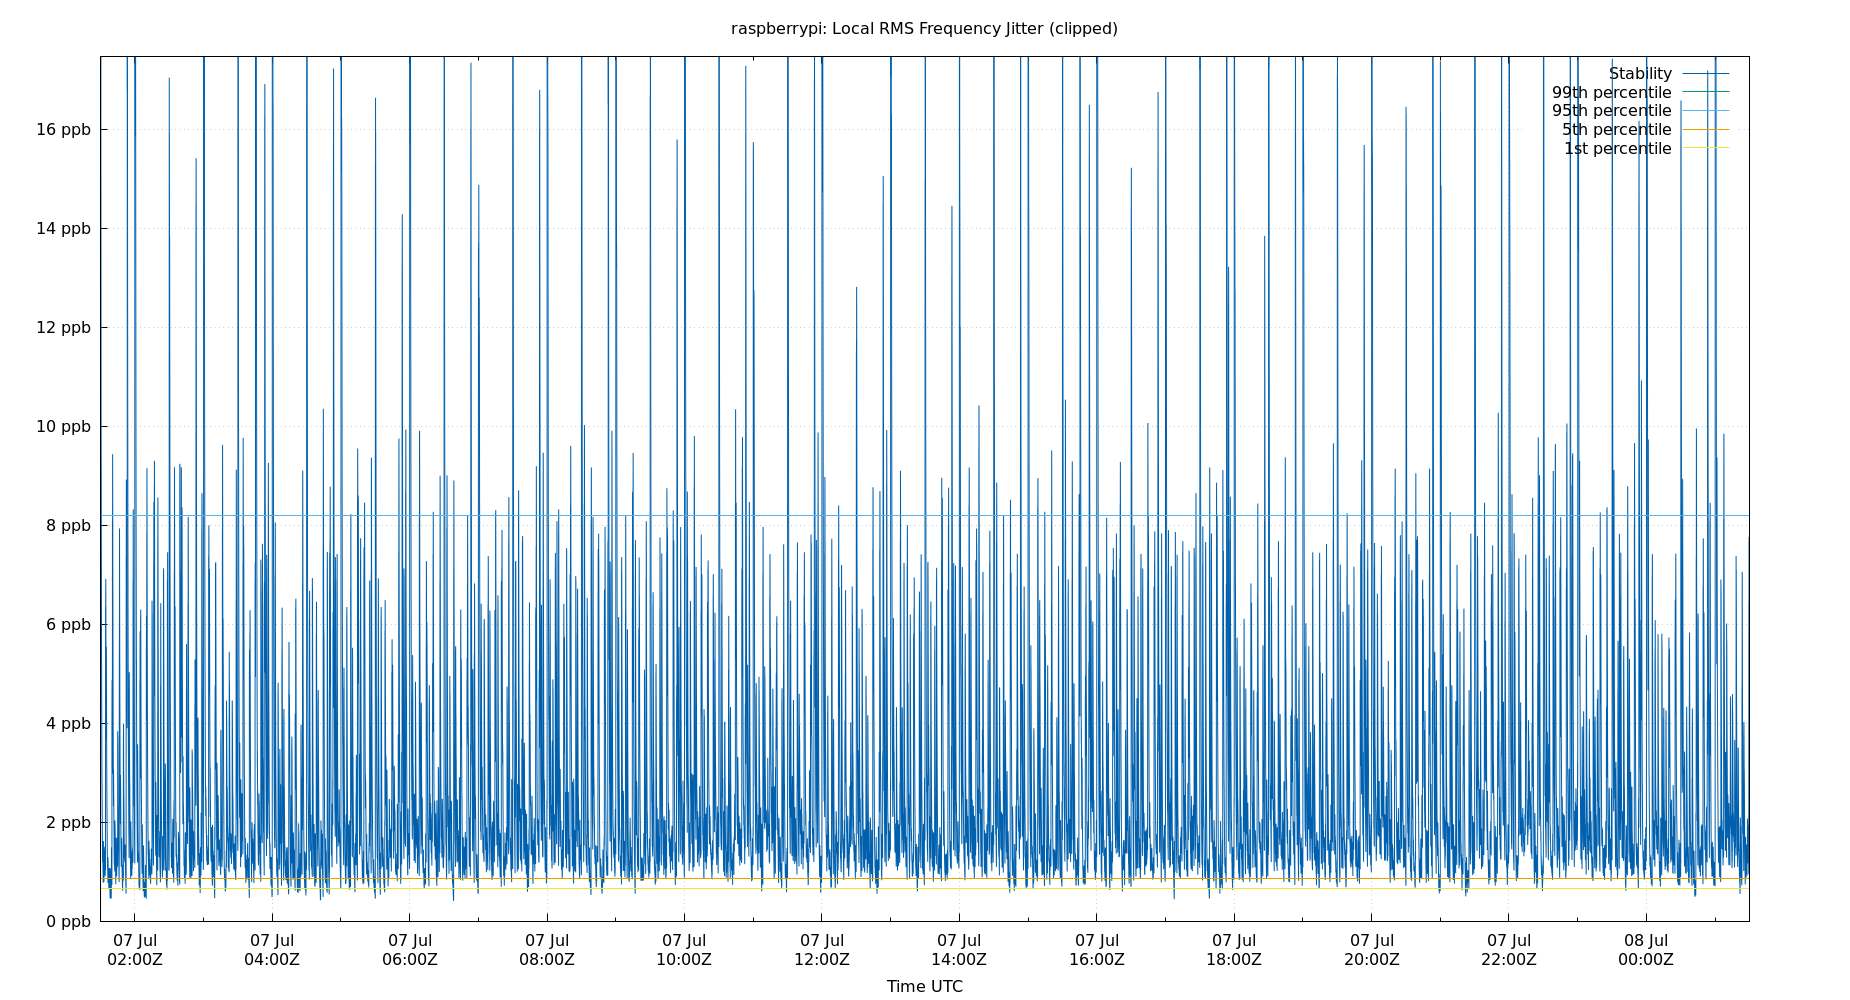 raspberrypi: Local RMS Frequency Jitter (clipped)
Stability
99th percentile
95th percentile
5th percentile
1st percentile
16 ppb
14 ppb
12 ppb
10 ppb
8 ppb
6 ppb
4 ppb
2 ppb
0 ppb
07 Jul 07 Jul 07 Jul 07 Jul 07 Jul 07 Jul 07 Jul 07 Jul 07 Jul 07 Jul 07 Jul 08 Jul
02:00Z 04:00Z 06:00Z 08:00Z 10:00Z 12:00Z 14:00Z 16:00Z 18:00Z 20:00Z 22:00Z 00:00Z
Time UTC